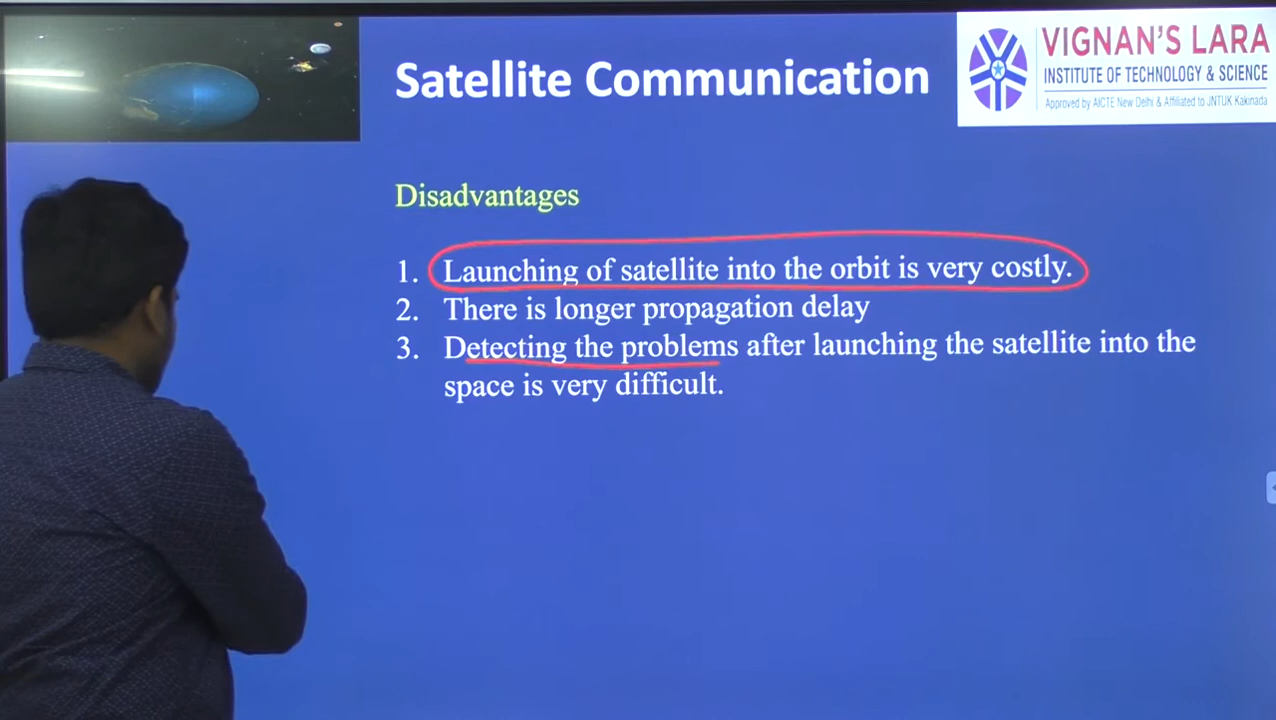 Satellite Communication
VIGNAN'S LARA
INSTITUTE OF TECHNOLOGY & SCIENCE
Approved by AICTE New Delhi & Affiliated to JNTUK Kakinada
Disadvantages
1. Launching of satellite into the orbit is very costly.
2. There is longer propagation delay
3. Detecting the problems after launching the satellite into the
space is very difficult.